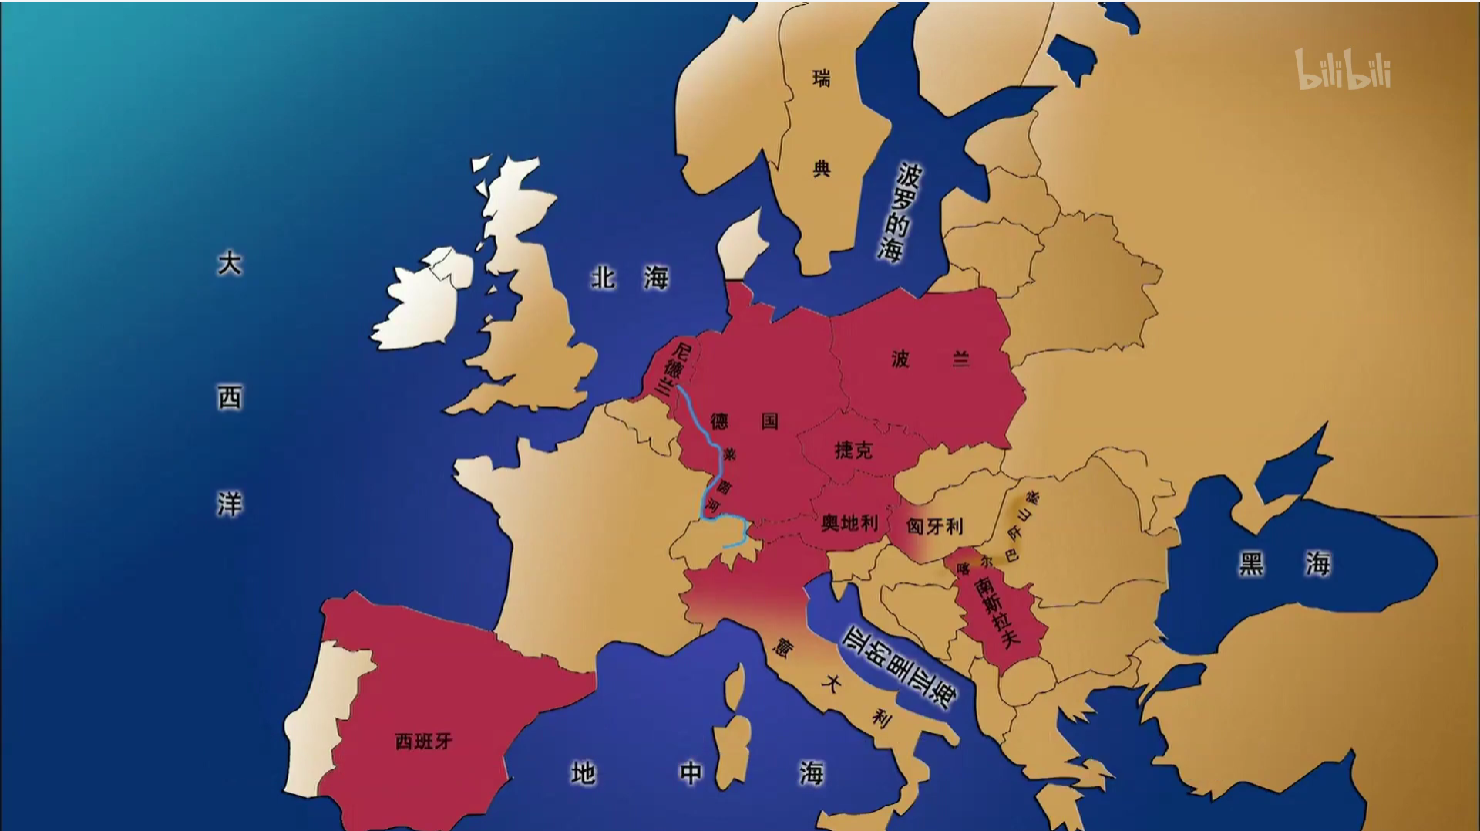 bilibili
瑞典
波罗的海
大西洋
北海
尼德兰
波兰
德国
捷克
莱茵河
奥地利
匈牙利
喀尔巴阡山脉
黑海
南斯拉夫
亚得里亚海
意大利
西班牙
地中海